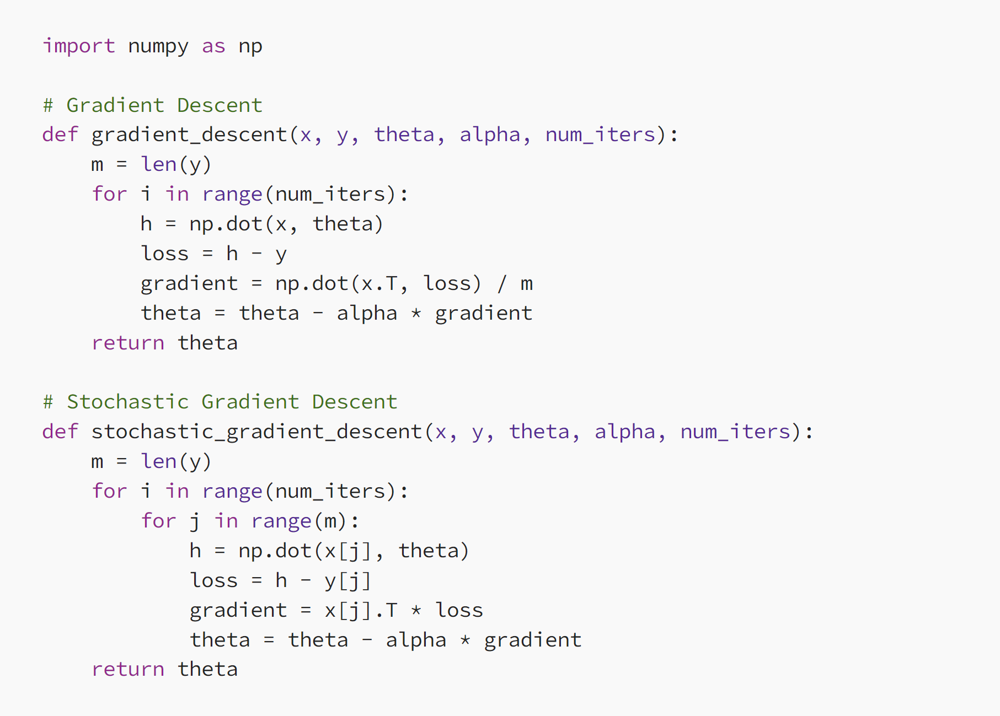 import numpy as np

# Gradient Descent
def gradient_descent(x, y, theta, alpha, num_iters):
    m = len(y)
    for i in range(num_iters):
        h = np.dot(x, theta)
        loss = h - y
        gradient = np.dot(x.T, loss) / m
        theta = theta - alpha * gradient
    return theta

# Stochastic Gradient Descent
def stochastic_gradient_descent(x, y, theta, alpha, num_iters):
    m = len(y)
    for i in range(num_iters):
        for j in range(m):
            h = np.dot(x[j], theta)
            loss = h - y[j]
            gradient = x[j].T * loss
            theta = theta - alpha * gradient
    return theta